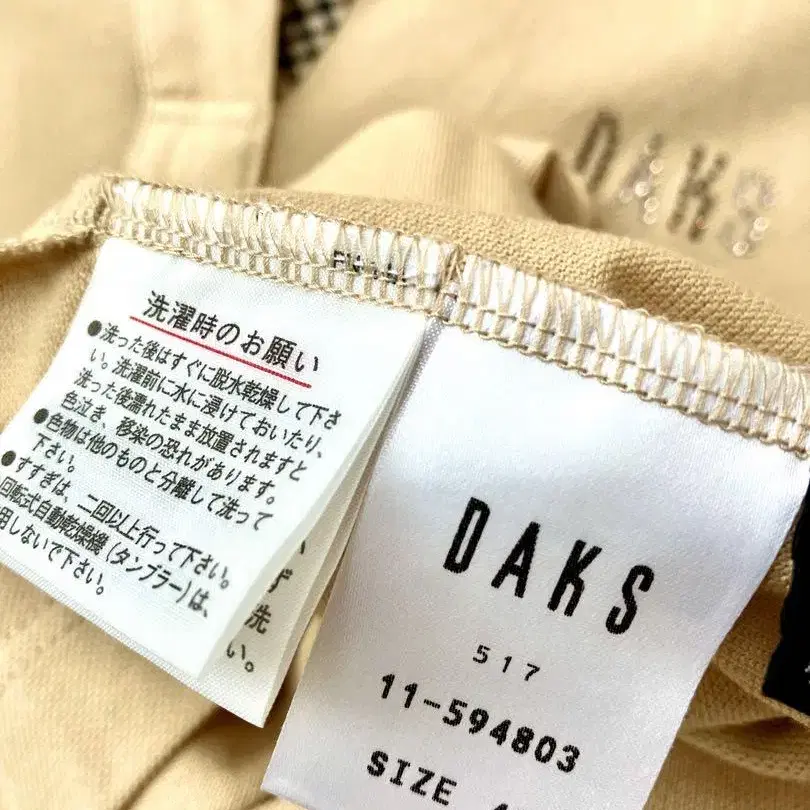 DAKS
洗濯時のお願い
●洗った後はすぐに脱水乾燥して下さ
い。洗濯前に水に浸けておいたり、
洗った後濡れたまま放置されますと
色泣き、移染の恐れがあります。
●色物は他のものと分離して洗って
下さい。
●すすぎは、二回以上行って下さい。
回転式自動乾燥機(タンブラー)は、
用しないで下さい。
ず
洗
い。
DAKS
517
11-594803
SIZE